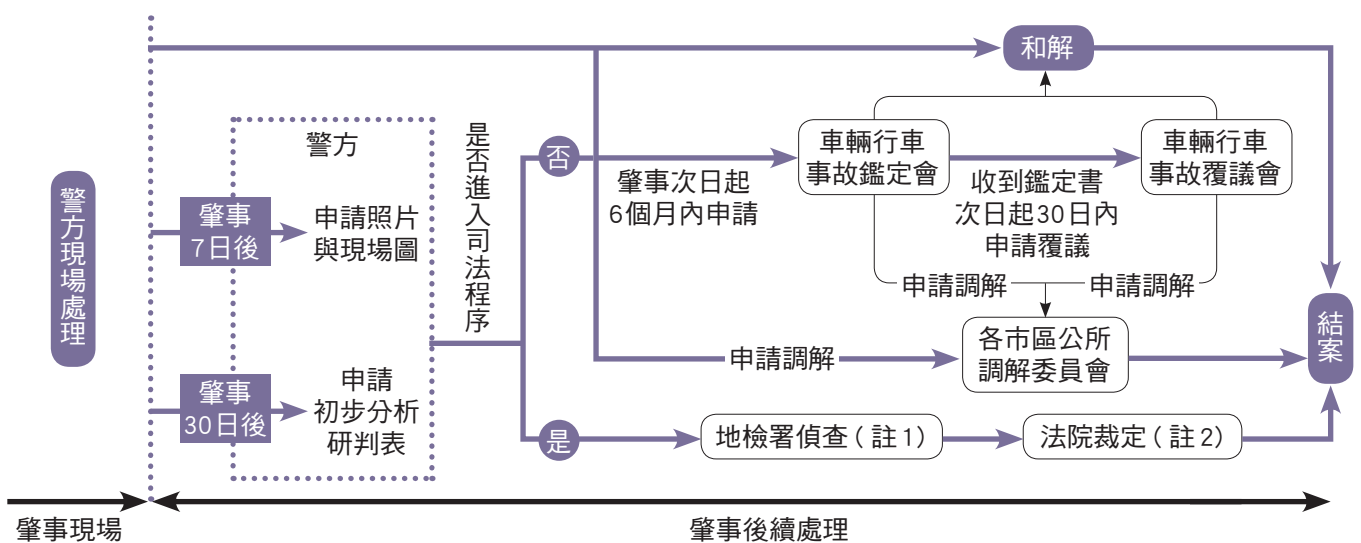 警方現場處理
警方
肇事
7日後
申請照片
與現場圖
肇事
30日後
申請
初步分析
研判表
是否進入司法程序
否
是
肇事次日起
6個月內申請
車輛行車
事故鑑定會
收到鑑定書
次日起30日內
申請覆議
車輛行車
事故覆議會
和解
申請調解
申請調解
申請調解
各市區公所
調解委員會
地檢署偵查(註1)
法院裁定(註2)
結案
肇事現場
肇事後續處理